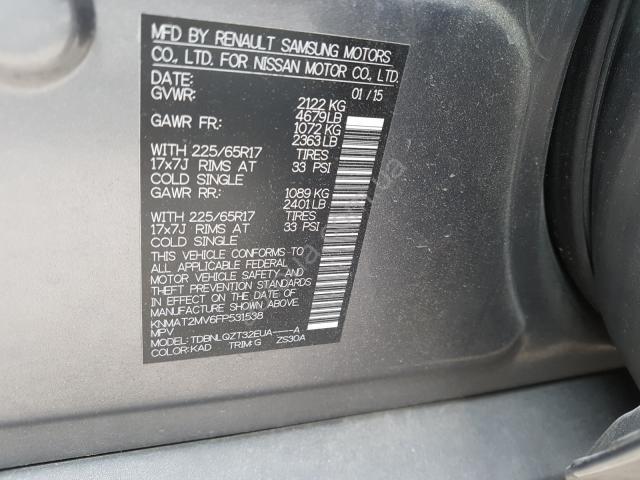 MFD BY RENAULT SAMSUNG MOTORS
CO., LTD. FOR NISSAN MOTOR CO., LTD.
DATE: 01/15
GVWR: 2122 KG
4679LB
GAWR FR: 1072 KG
2363 LB
WITH 225/65R17 TIRES
17x7J RIMS AT 33 PSI
COLD SINGLE
GAWR RR: 1089 KG
2401 LB
WITH 225/65R17 TIRES
17x7J RIMS AT 33 PSI
COLD SINGLE
THIS VEHICLE CONFORMS TO
ALL APPLICABLE FEDERAL
MOTOR VEHICLE SAFETY AND
THEFT PREVENTION STANDARDS
IN EFFECT ON THE DATE OF
MANUFACTURE SHOWN ABOVE.
KNMAT2MV6FP531538
MPV
MODEL: TDBNLQZT32EUA----A
COLOR:KAD TRIM:G ZS30A